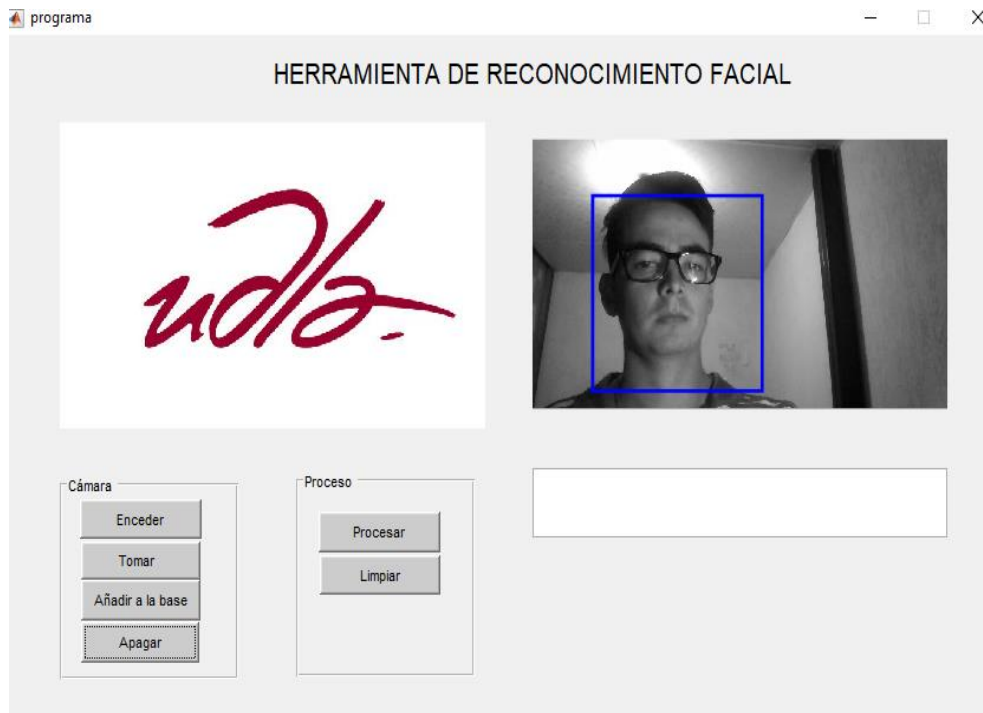 programa
HERRAMIENTA DE RECONOCIMIENTO FACIAL
udla-
Cámara
Enceder
Tomar
Añadir a la base
Apagar
Proceso
Procesar
Limpiar